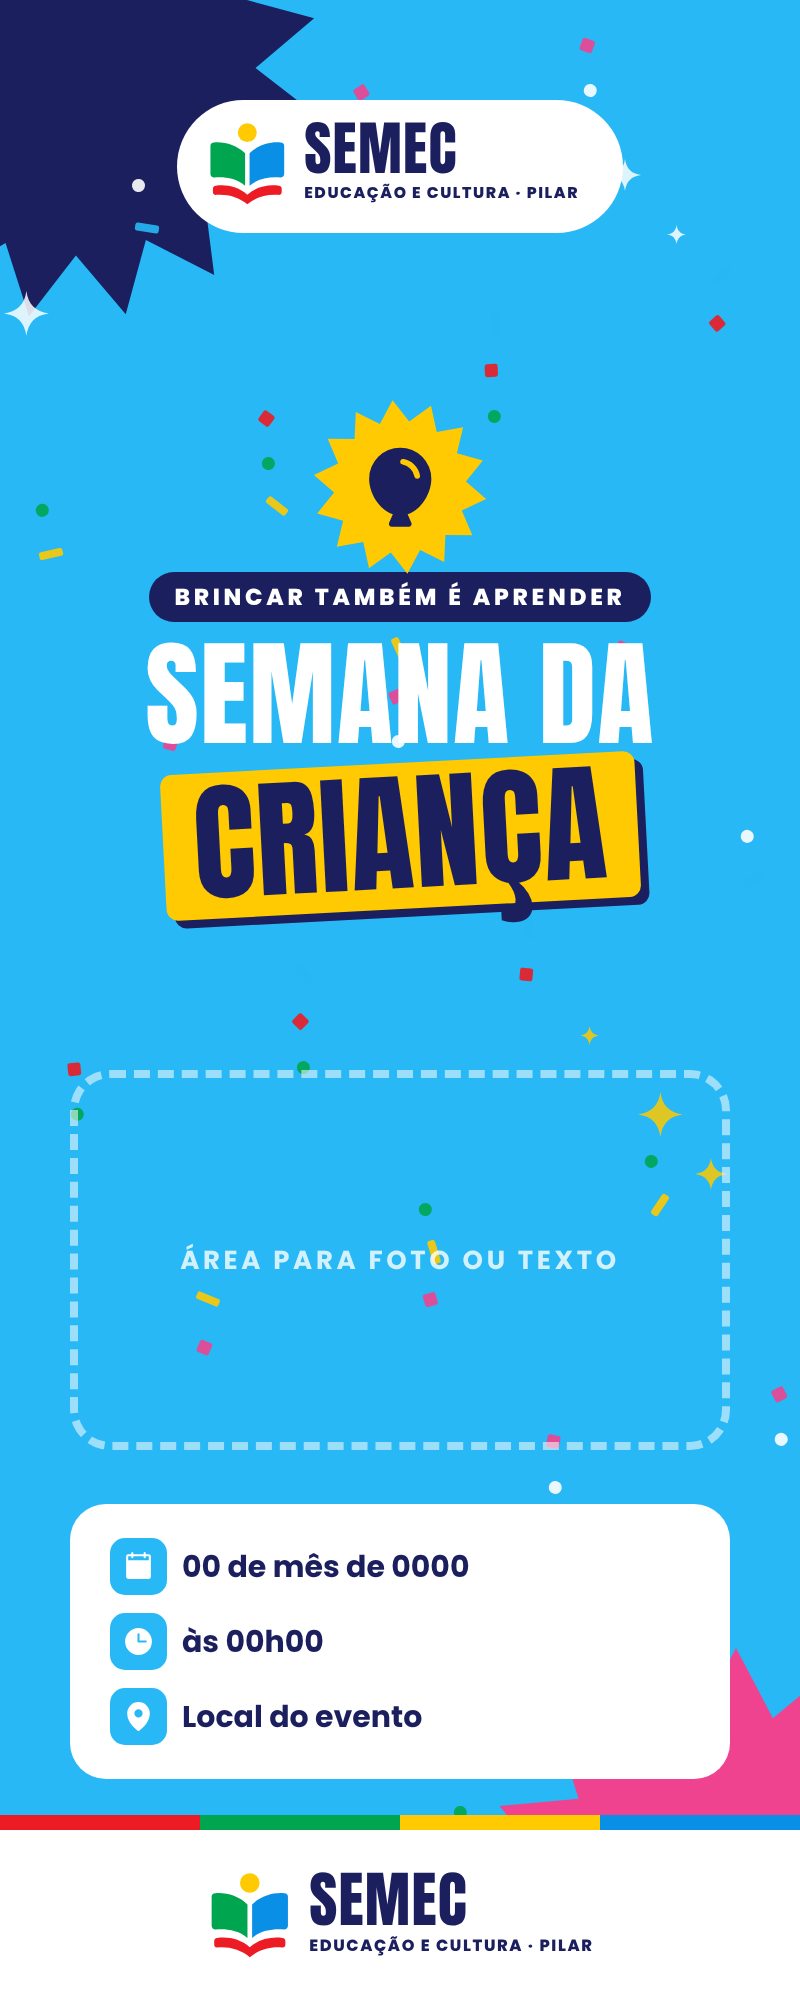 SEMEC
EDUCAÇÃO E CULTURA · PILAR
BRINCAR TAMBÉM É APRENDER
SEMANA DA
CRIANÇA
ÁREA PARA FOTO OU TEXTO
00 de mês de 0000
às 00h00
Local do evento
SEMEC
EDUCAÇÃO E CULTURA · PILAR